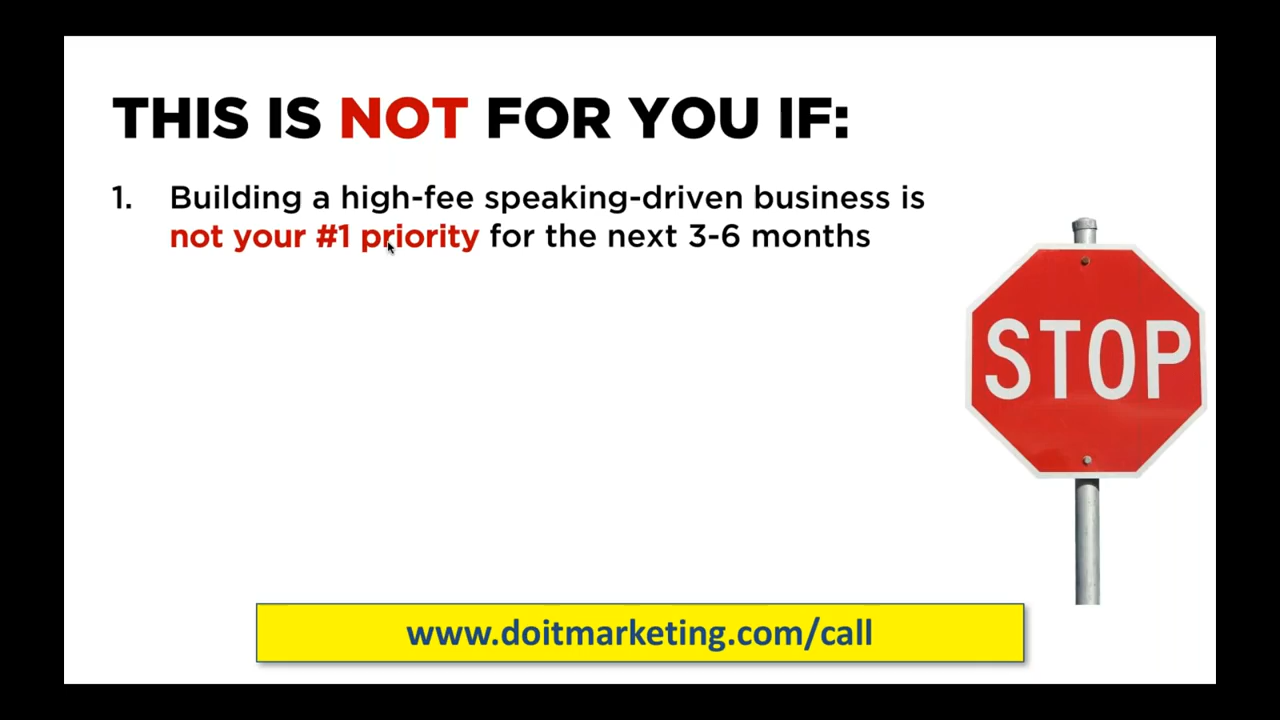 THIS IS NOT FOR YOU IF:
1. Building a high-fee speaking-driven business is
not your #1 priority for the next 3-6 months
STOP
www.doitmarketing.com/call